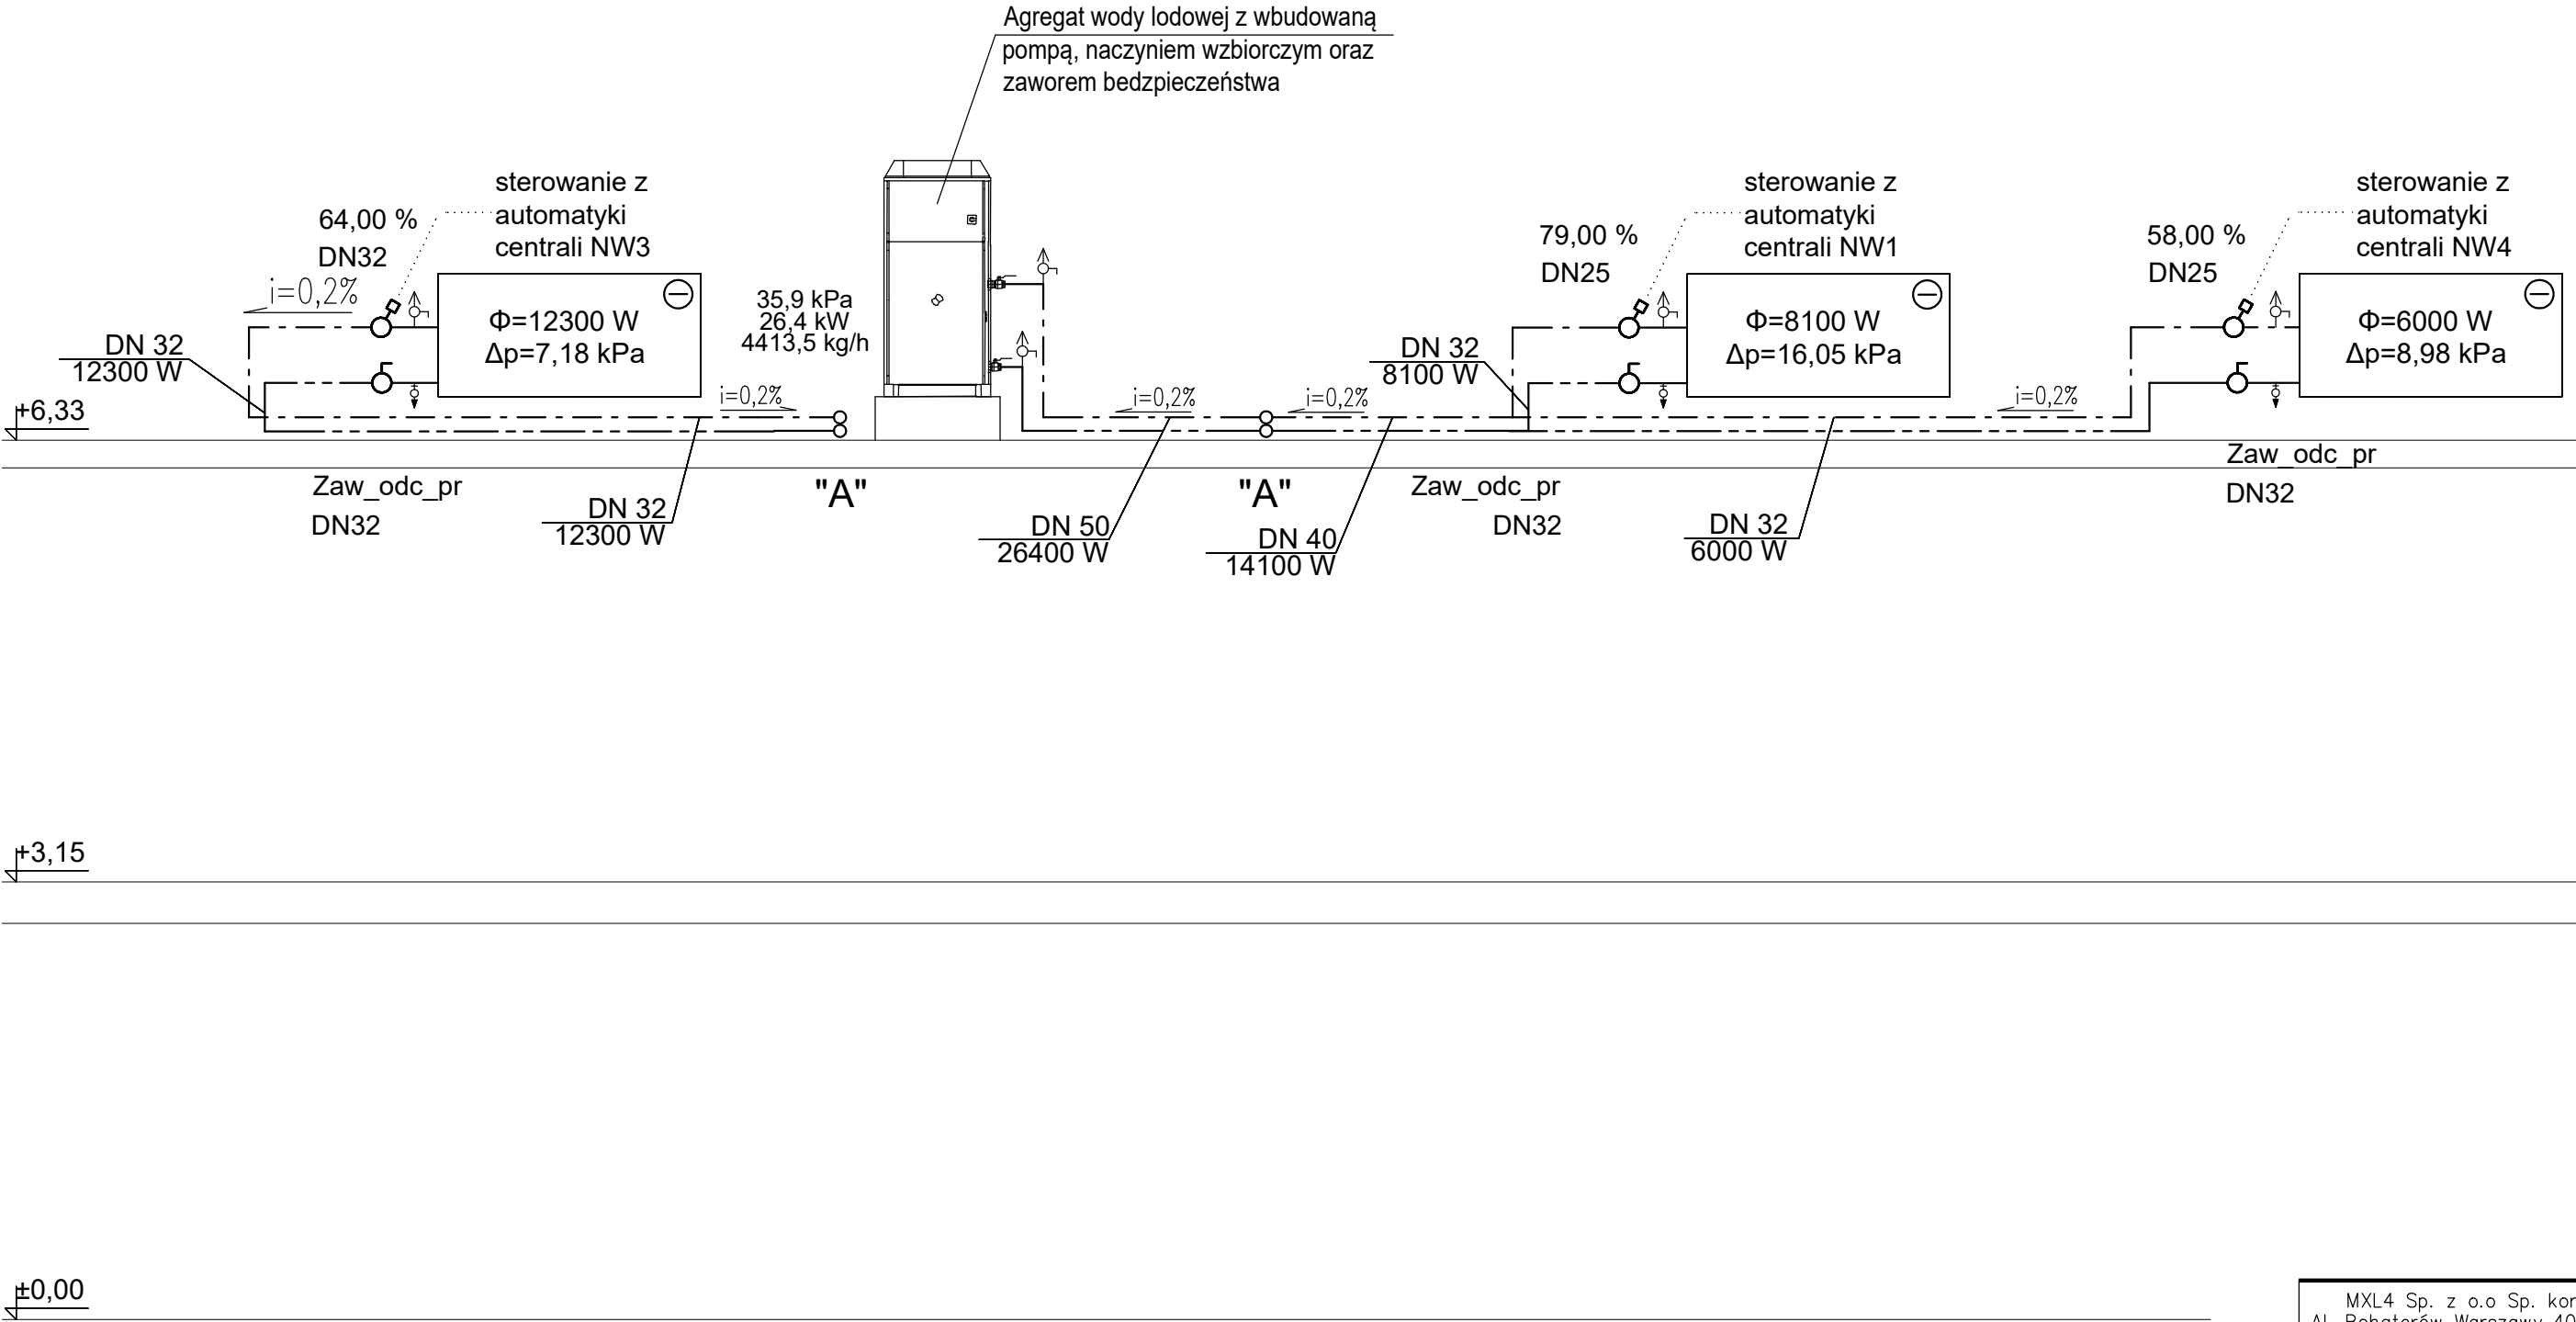 Agregat wody lodowej z wbudowaną
pompą, naczyniem wzbiorczym oraz
zaworem bedzpieczeństwa
sterowanie z
automatyki
centrali NW3
64,00 %
DN32
i=0,2%
Φ=12300 W
Δp=7,18 kPa
DN 32
12300 W
35,9 kPa
26,4 kW
4413,5 kg/h
i=0,2%
+6,33
Zaw_odc_pr
DN32
DN 32
12300 W
"A"
i=0,2%
DN 50
26400 W
"A"
i=0,2%
DN 40
14100 W
DN 32
8100 W
79,00 %
DN25
sterowanie z
automatyki
centrali NW1
Φ=8100 W
Δp=16,05 kPa
Zaw_odc_pr
DN32
DN 32
6000 W
i=0,2%
58,00 %
DN25
sterowanie z
automatyki
centrali NW4
Φ=6000 W
Δp=8,98 kPa
Zaw_odc_pr
DN32
+3,15
±0,00
MXL4 Sp. z o.o Sp.
Al. Bohaterów Warszawy 40